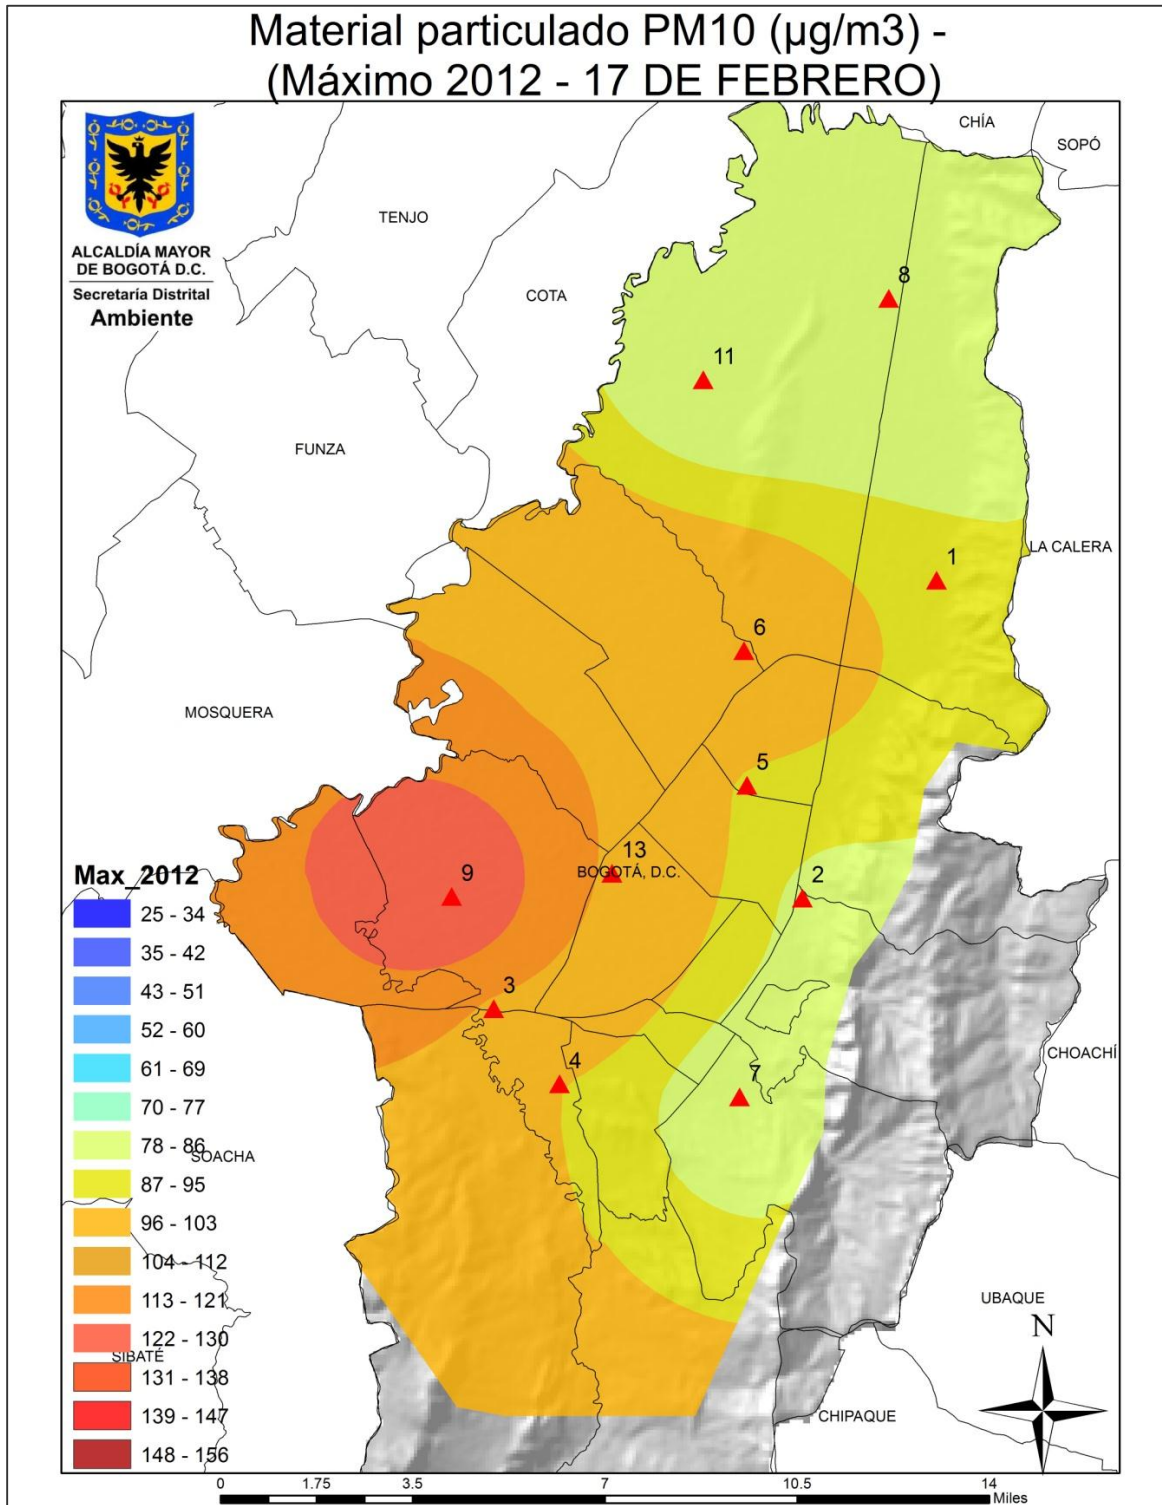 Material particulado PM10 (µg/m3) -
(Máximo 2012 - 17 DE FEBRERO)
ALCALDÍA MAYOR
DE BOGOTÁ D.C.
Secretaría Distrital
Ambiente
CHÍA
SOPÓ
TENJO
COTA
8
11
FUNZA
LA CALERA
1
6
MOSQUERA
5
13
BOGOTÁ, D.C.
9
2
3
4
7
CHOACHÍ
Max_2012
25 - 34
35 - 42
43 - 51
52 - 60
61 - 69
70 - 77
78 - 86
SOACHA
87 - 95
96 - 103
104 - 112
113 - 121
122 - 130
SIBATÉ
131 - 138
139 - 147
148 - 156
UBAQUE
N
CHIPAQUE
0 1.75 3.5 7 10.5 14
Miles